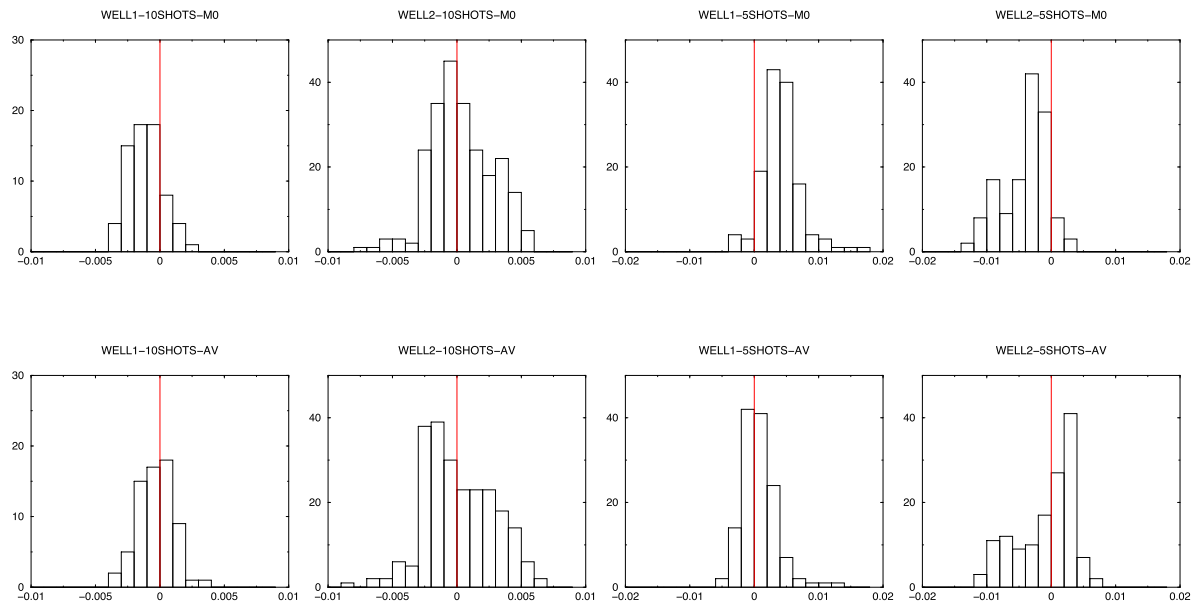 WELL1−10SHOTS−M0 WELL2−10SHOTS−M0 WELL1−5SHOTS−M0 WELL2−5SHOTS−M0
30
20 40 40 40
10 20 20 20
0 0 0 0
−0.01 −0.005 0 0.005 0.01 −0.005 0 0.005 0.01 −0.02 −0.01 0 0.01 0.02 −0.02 −0.01 0 0.01 0.02
WELL1−10SHOTS−AV WELL2−10SHOTS−AV WELL1−5SHOTS−AV WELL2−5SHOTS−AV
30
20 40 40 40
10 20 20 20
0 0 0 0
−0.01 −0.005 0 0.005 0.01 −0.005 0 0.005 0.01 −0.02 −0.01 0 0.01 0.02 −0.02 −0.01 0 0.01 0.02